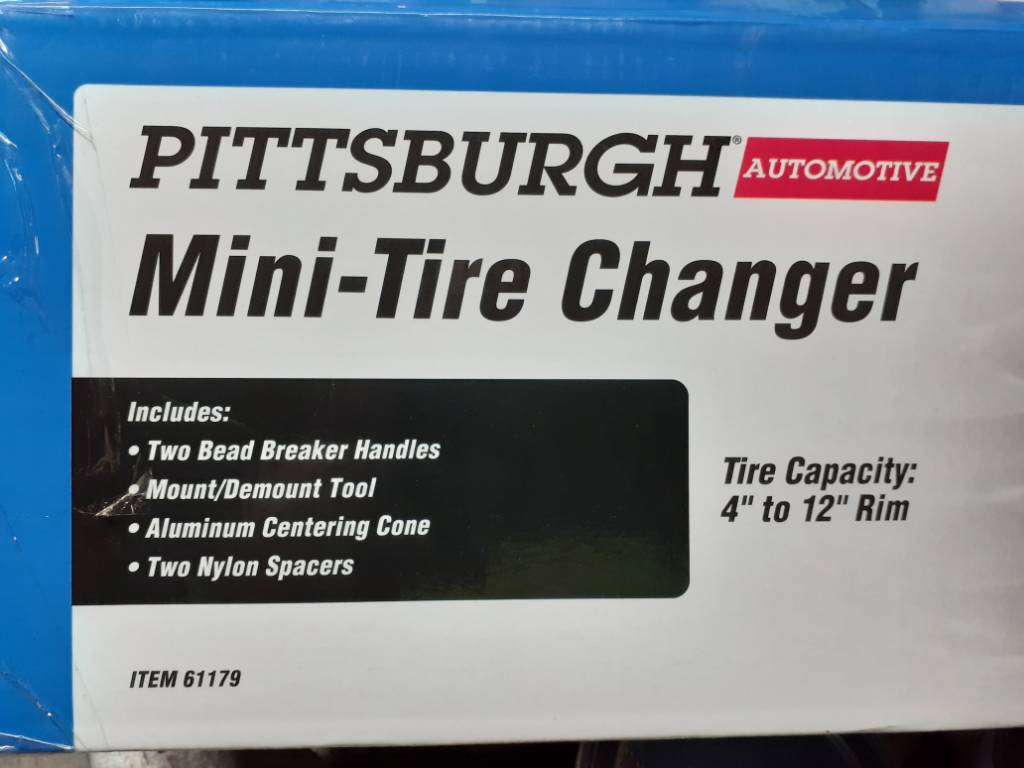 PITTSBURGH® AUTOMOTIVE
Mini-Tire Changer
Includes:
• Two Bead Breaker Handles
• Mount/Demount Tool
• Aluminum Centering Cone
• Two Nylon Spacers
Tire Capacity:
4" to 12" Rim
ITEM 61179